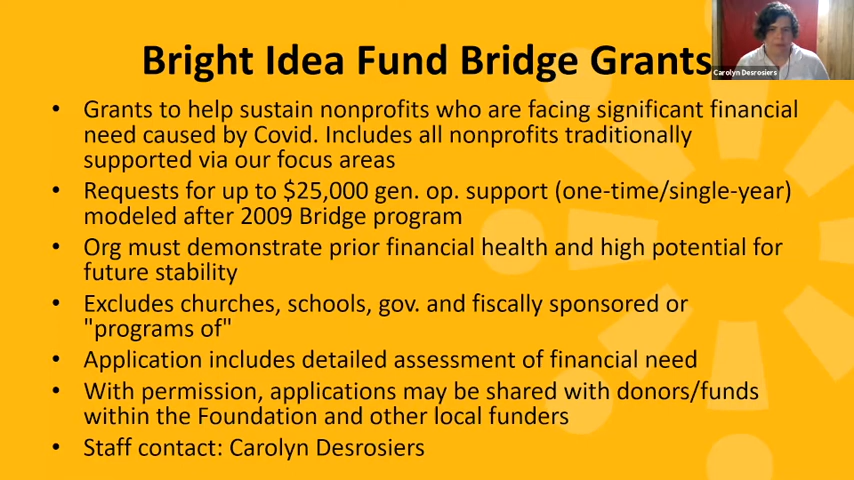 Bright Idea Fund Bridge Grants
Carolyn Desrosiers
• Grants to help sustain nonprofits who are facing significant financial
need caused by Covid. Includes all nonprofits traditionally
supported via our focus areas
• Requests for up to $25,000 gen. op. support (one-time/single-year)
modeled after 2009 Bridge program
• Org must demonstrate prior financial health and high potential for
future stability
• Excludes churches, schools, gov. and fiscally sponsored or
"programs of"
• Application includes detailed assessment of financial need
• With permission, applications may be shared with donors/funds
within the Foundation and other local funders
• Staff contact: Carolyn Desrosiers